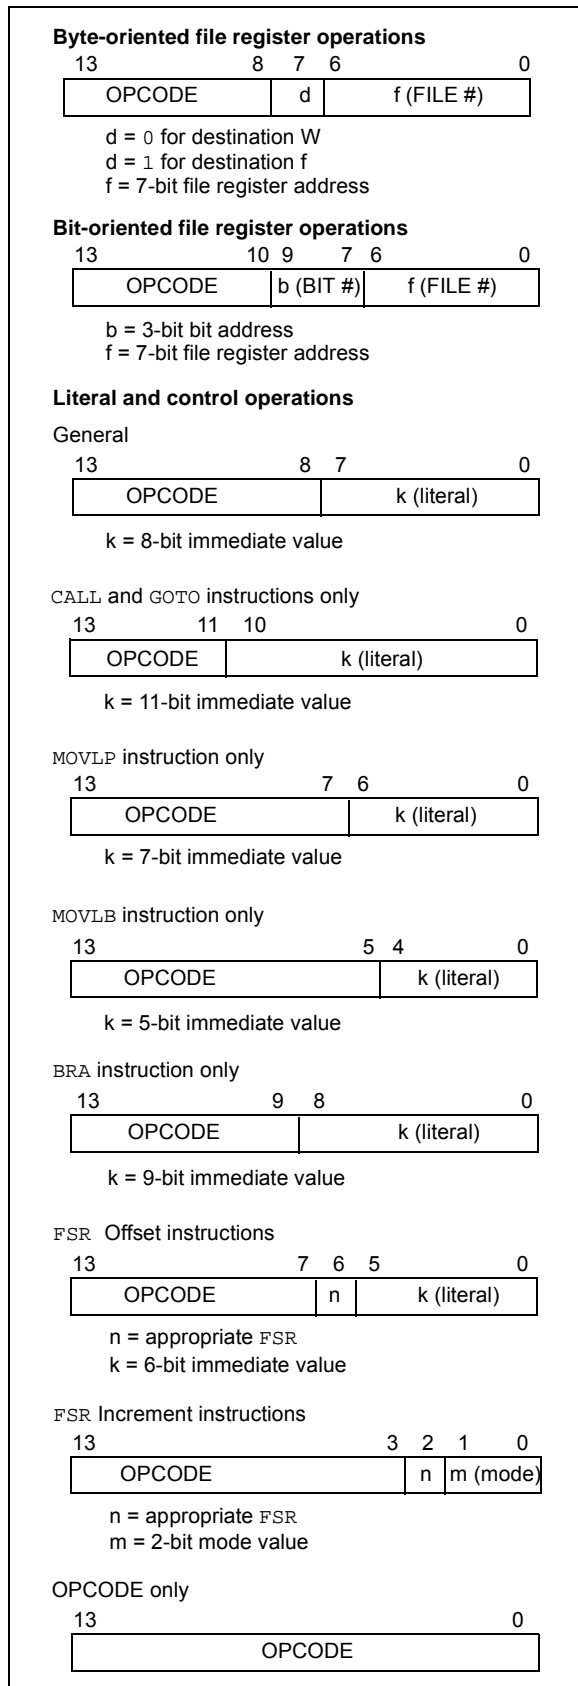 Byte-oriented file register operations
13 8 7 6 0
OPCODE d f (FILE #)
d = 0 for destination W
d = 1 for destination f
f = 7-bit file register address
Bit-oriented file register operations
13 10 9 7 6 0
OPCODE b (BIT #) f (FILE #)
b = 3-bit bit address
f = 7-bit file register address
Literal and control operations
General
13 8 7 0
OPCODE k (literal)
k = 8-bit immediate value
CALL and GOTO instructions only
13 11 10 0
OPCODE k (literal)
k = 11-bit immediate value
MOVLP instruction only
13 7 6 0
OPCODE k (literal)
k = 7-bit immediate value
MOVLB instruction only
13 5 4 0
OPCODE k (literal)
k = 5-bit immediate value
BRA instruction only
13 9 8 0
OPCODE k (literal)
k = 9-bit immediate value
FSR Offset instructions
13 7 6 5 0
OPCODE n k (literal)
n = appropriate FSR
k = 6-bit immediate value
FSR Increment instructions
13 3 2 1 0
OPCODE n m (mode)
n = appropriate FSR
m = 2-bit mode value
OPCODE only
13 0
OPCODE